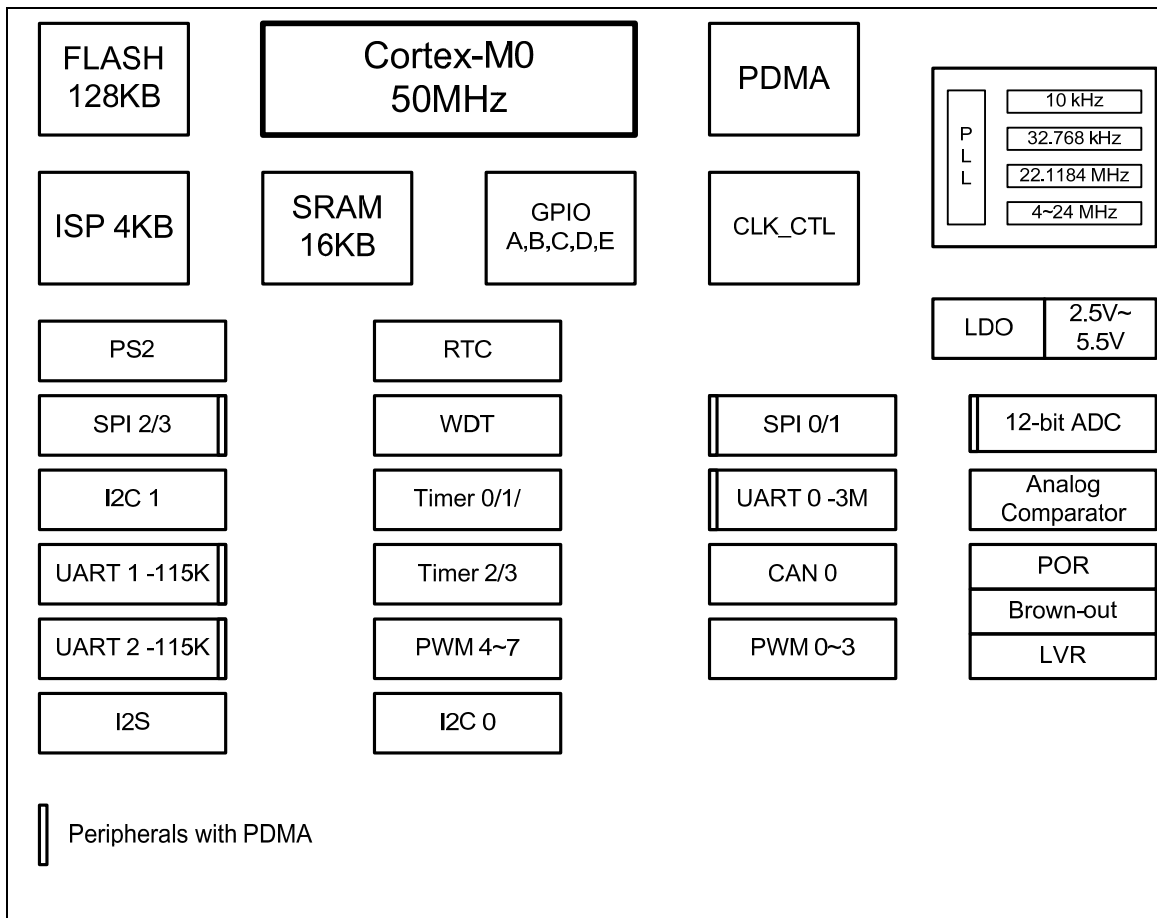 FLASH
128KB
Cortex-M0
50MHz
PDMA
P
L
L
10 kHz
32.768 kHz
22.1184 MHz
4~24 MHz
ISP 4KB
SRAM
16KB
GPIO
A,B,C,D,E
CLK_CTL
LDO
2.5V~
5.5V
PS2
RTC
SPI 2/3
WDT
SPI 0/1
12-bit ADC
I2C 1
Timer 0/1/
UART 0 -3M
Analog
Comparator
UART 1 -115K
Timer 2/3
CAN 0
POR
Brown-out
UART 2 -115K
PWM 4~7
PWM 0~3
LVR
I2S
I2C 0
Peripherals with PDMA